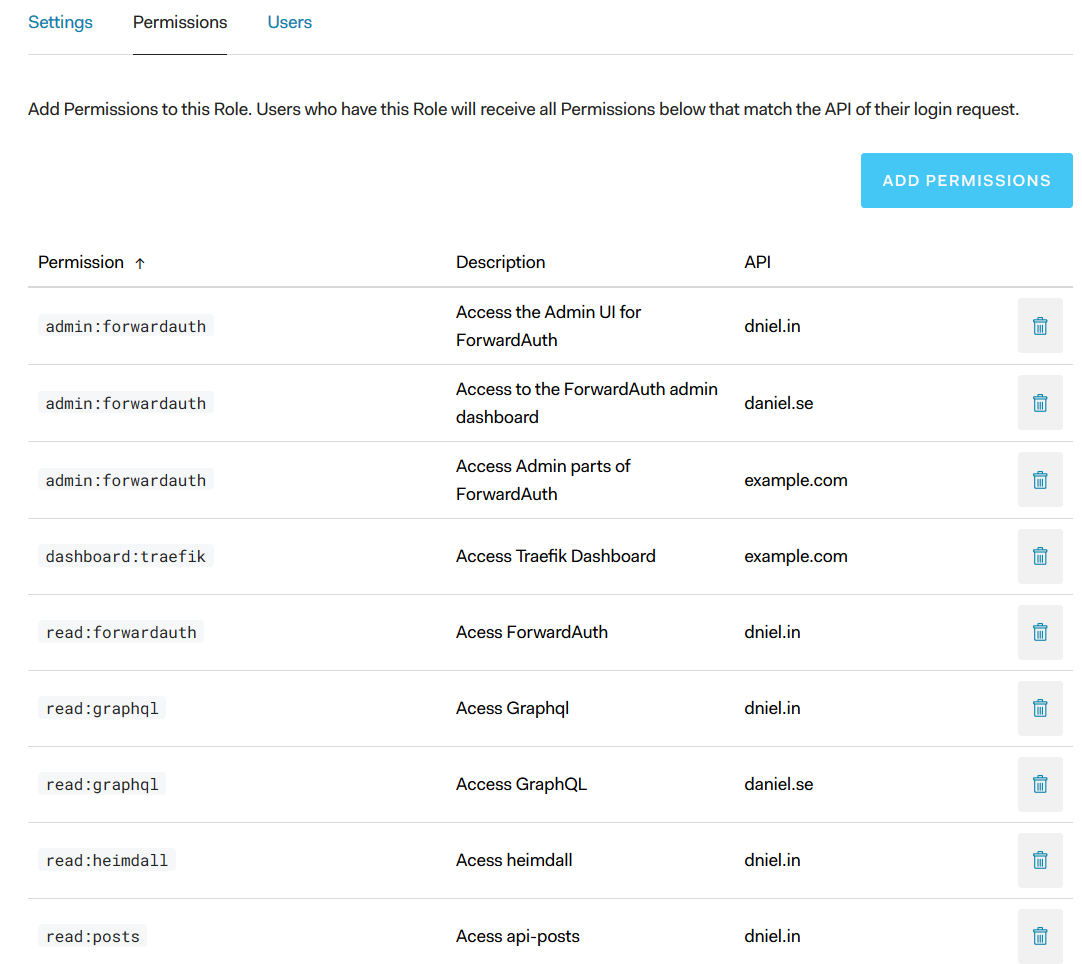 Settings Permissions Users
Add Permissions to this Role. Users who have this Role will receive all Permissions below that match the API of their login request.
ADD PERMISSIONS
Permission ↑ Description API
admin:forwardauth Access the Admin UI for ForwardAuth dniel.in
admin:forwardauth Access to the ForwardAuth admin dashboard daniel.se
admin:forwardauth Access Admin parts of ForwardAuth example.com
dashboard:traefik Access Traefik Dashboard example.com
read:forwardauth Acess ForwardAuth dniel.in
read:graphql Acess Graphql dniel.in
read:graphql Access GraphQL daniel.se
read:heimdall Acess heimdall dniel.in
read:posts Acess api-posts dniel.in